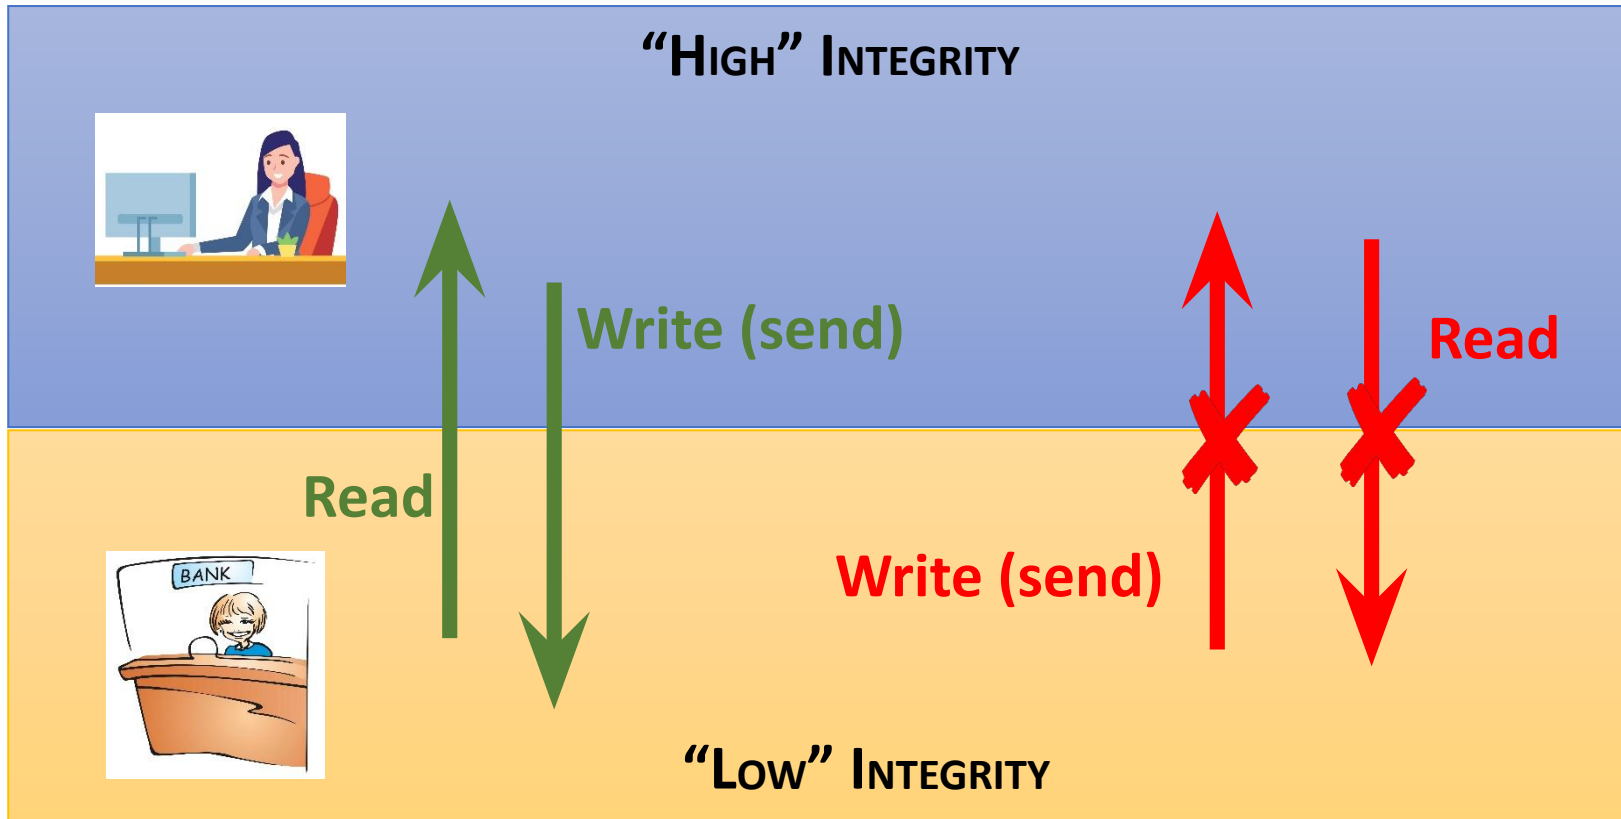 “High” Integrity
Write (send)
Read
Read
Write (send)
BANK
“Low” Integrity